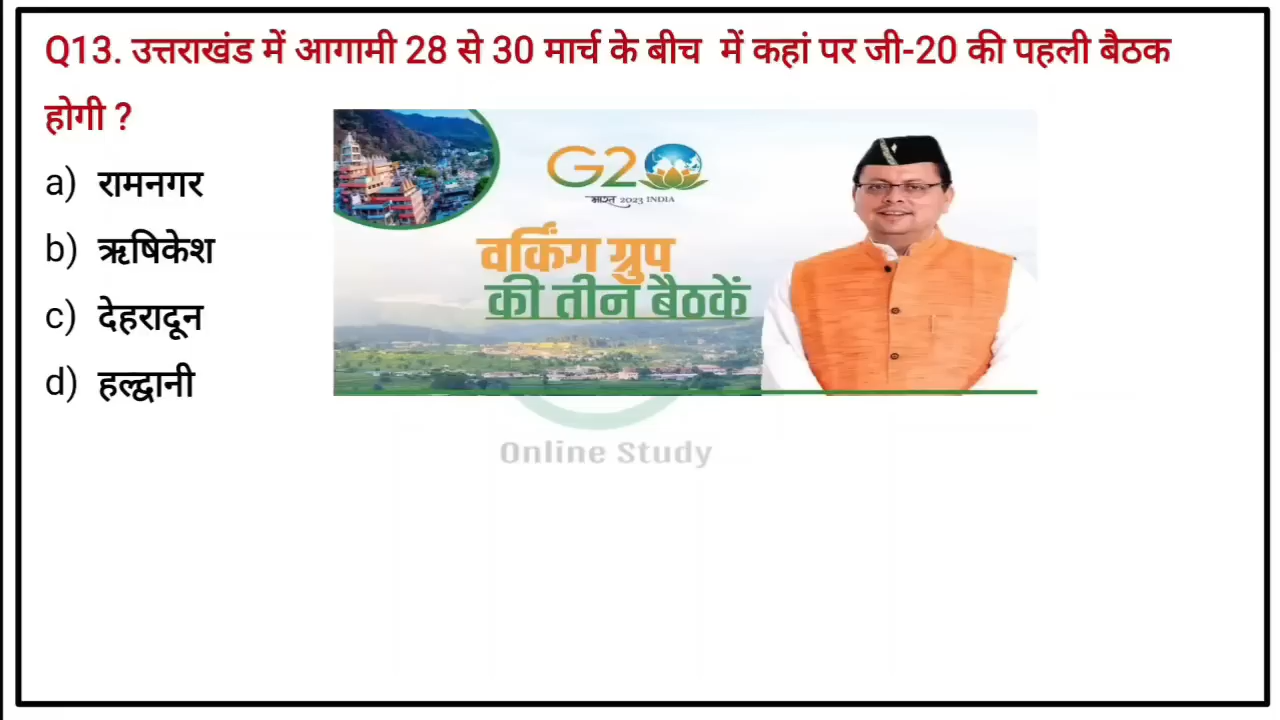 Q13. उत्तराखंड में आगामी 28 से 30 मार्च के बीच में कहां पर जी-20 की पहली बैठक
होगी ?
a) रामनगर
b) ऋषिकेश
c) देहरादून
d) हल्द्वानी
G20
भारत 2023 INDIA
वर्किंग ग्रुप
की तीन बैठकें
Online Study